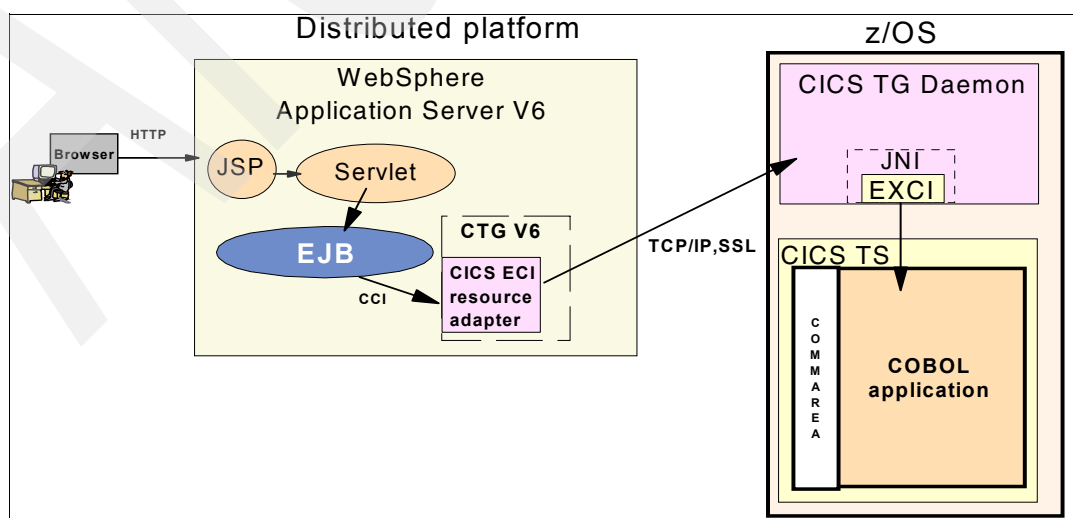 Distributed platform
z/OS
WebSphere
Application Server V6
CICS TG Daemon
HTTP
Browser
JSP
Servlet
JNI
EXCI
EJB
CTG V6
TCP/IP,SSL
CICS TS
CICS ECI
resource
adapter
CCI
COMMAREA
COBOL
application